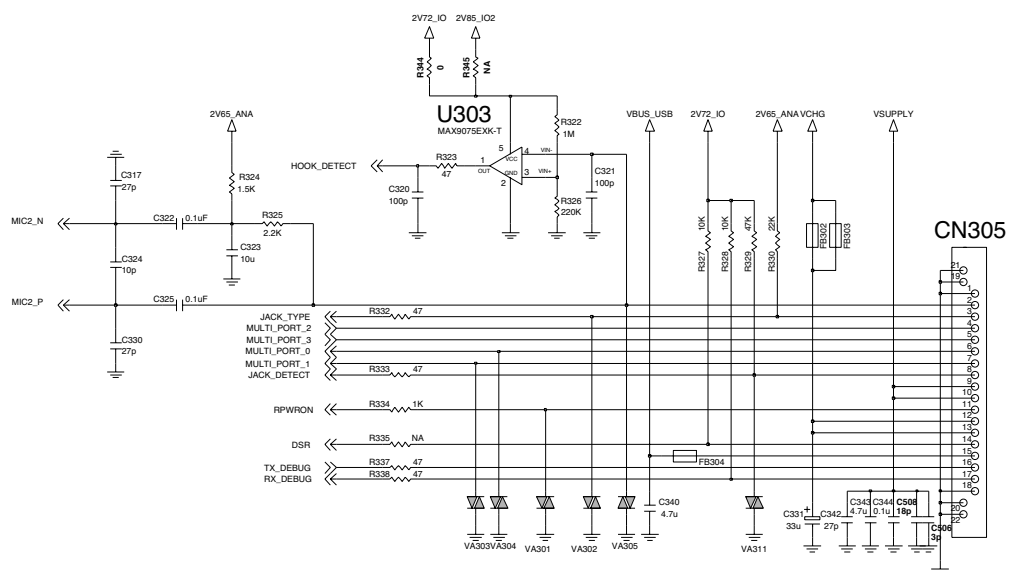 2V72_IO 2V85_IO2
R344 0 R345 NA
U303
MAX9075EXK-T
R322
1M
5
VCC
4 VIN-
1
OUT
GND
3 VIN+
2
HOOK_DETECT
R323
47
C320
100p
C321
100p
R326
220K
2V65_ANA
R324
1.5K
C317
27p
MIC2_N
C322 0.1uF
R325
2.2K
C324
10p
C323
10u
MIC2_P
C325 0.1uF
C330
27p
VBUS_USB
2V72_IO
2V65_ANA VCHG
VSUPPLY
R327 10K
R328 10K
R329 47K
R330 22K
FB302
FB303
CN305
21
19
1
2
3
4
5
6
7
8
9
10
11
12
13
14
15
16
17
18
20
22
JACK_TYPE R332 47
MULTI_PORT_2
MULTI_PORT_3
MULTI_PORT_0
MULTI_PORT_1
JACK_DETECT R333 47
RPWRON R334 1K
DSR R335 NA
FB304
TX_DEBUG R337 47
RX_DEBUG R338 47
VA303 VA304
VA301
VA302
VA305
C340
4.7u
VA311
C331 +
33u
C342
27p
C343
4.7u
C344
0.1u
C508
18p
C506
3p